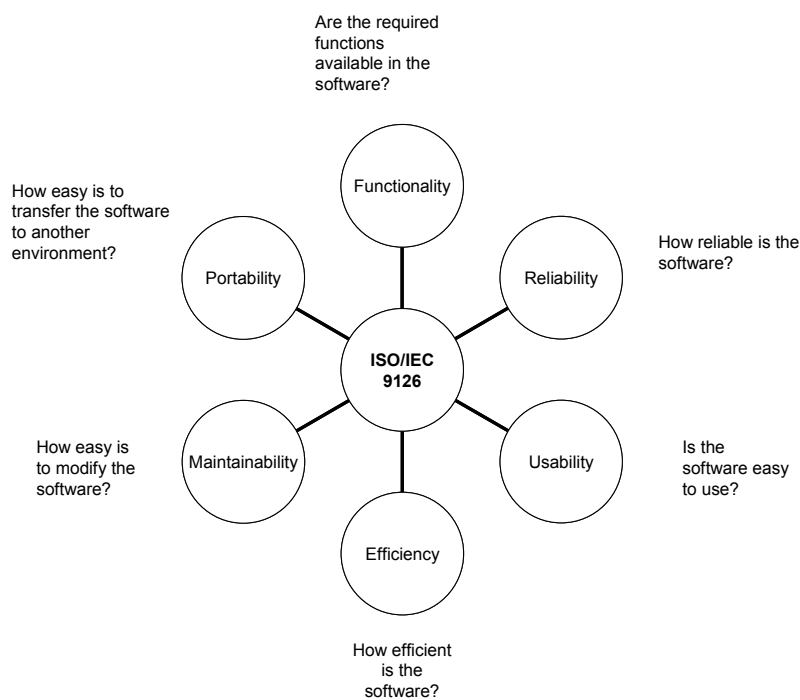 Are the required
functions
available in the
software?
Functionality
How easy is to
transfer the software
to another
environment?
Portability
How reliable is the
software?
Reliability
ISO/IEC
9126
How easy is
to modify the
software?
Maintainability
Usability
Is the
software easy
to use?
Efficiency
How efficient
is the
software?